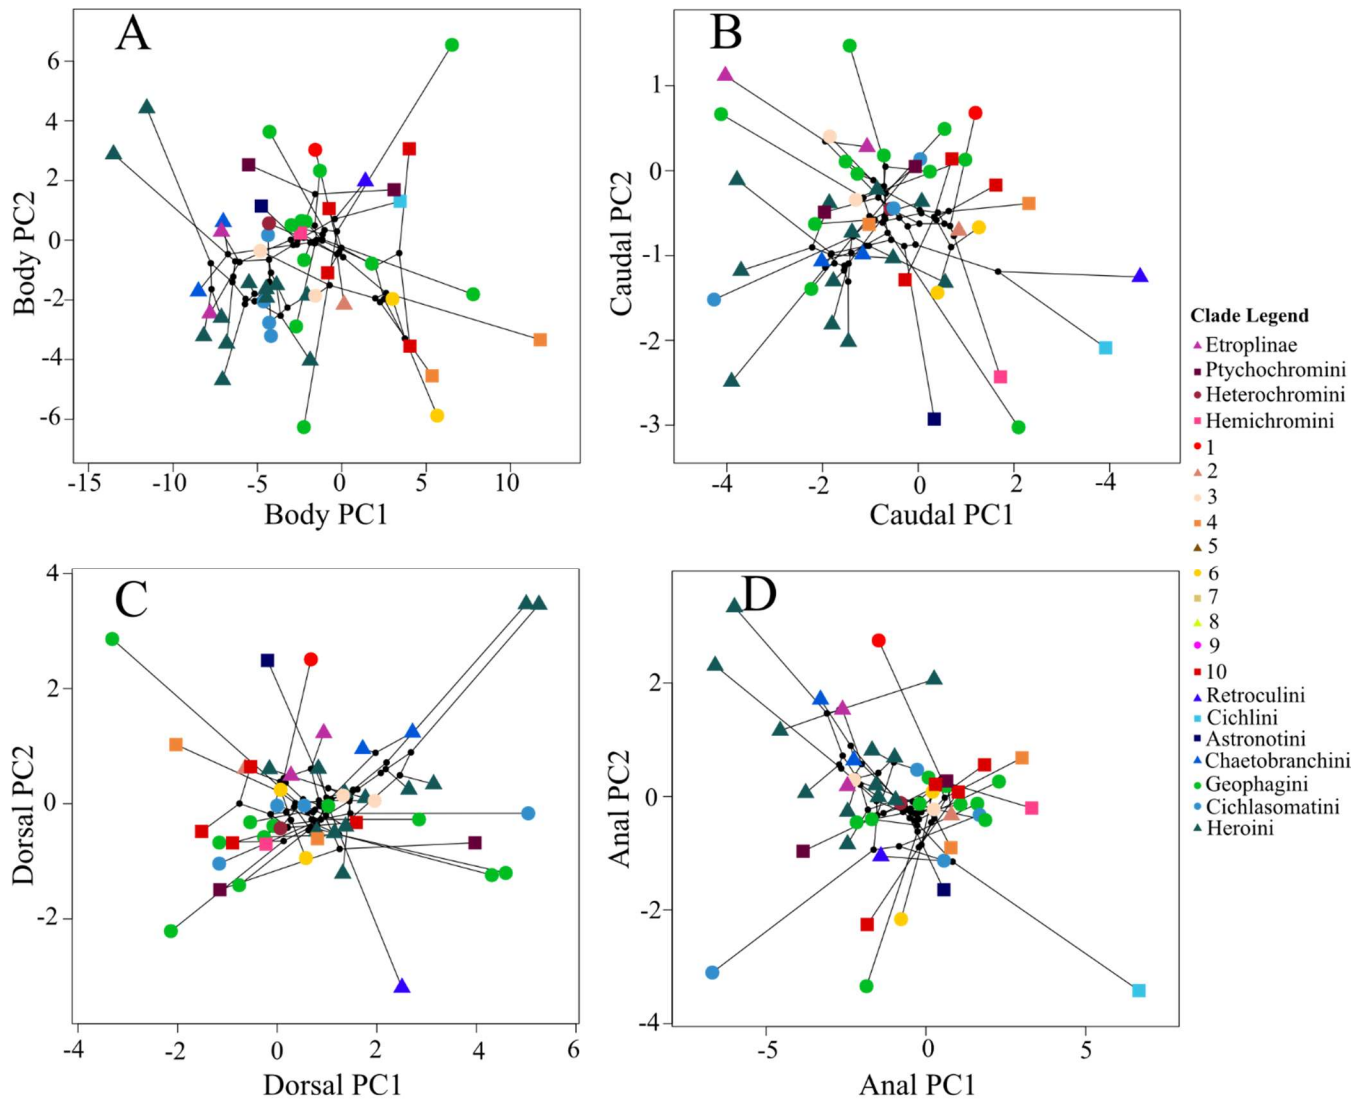 A
Body PC2
6
4
2
0
-2
-4
-6
-15
-10
-5
0
5
10
Body PC1
B
Caudal PC2
1
0
-1
-2
-3
-4
-2
0
2
-4
Caudal PC1
C
Dorsal PC2
4
2
0
-2
-4
-2
0
2
4
6
Dorsal PC1
D
Anal PC2
2
0
-2
-4
-5
0
5
Anal PC1
Clade Legend
Etroplinae
Ptychochromini
Heterochromini
Hemichromini
1
2
3
4
5
6
7
8
9
10
Retroculini
Cichlini
Astronotini
Chaetobranchini
Geophagini
Cichlasomatini
Heroini